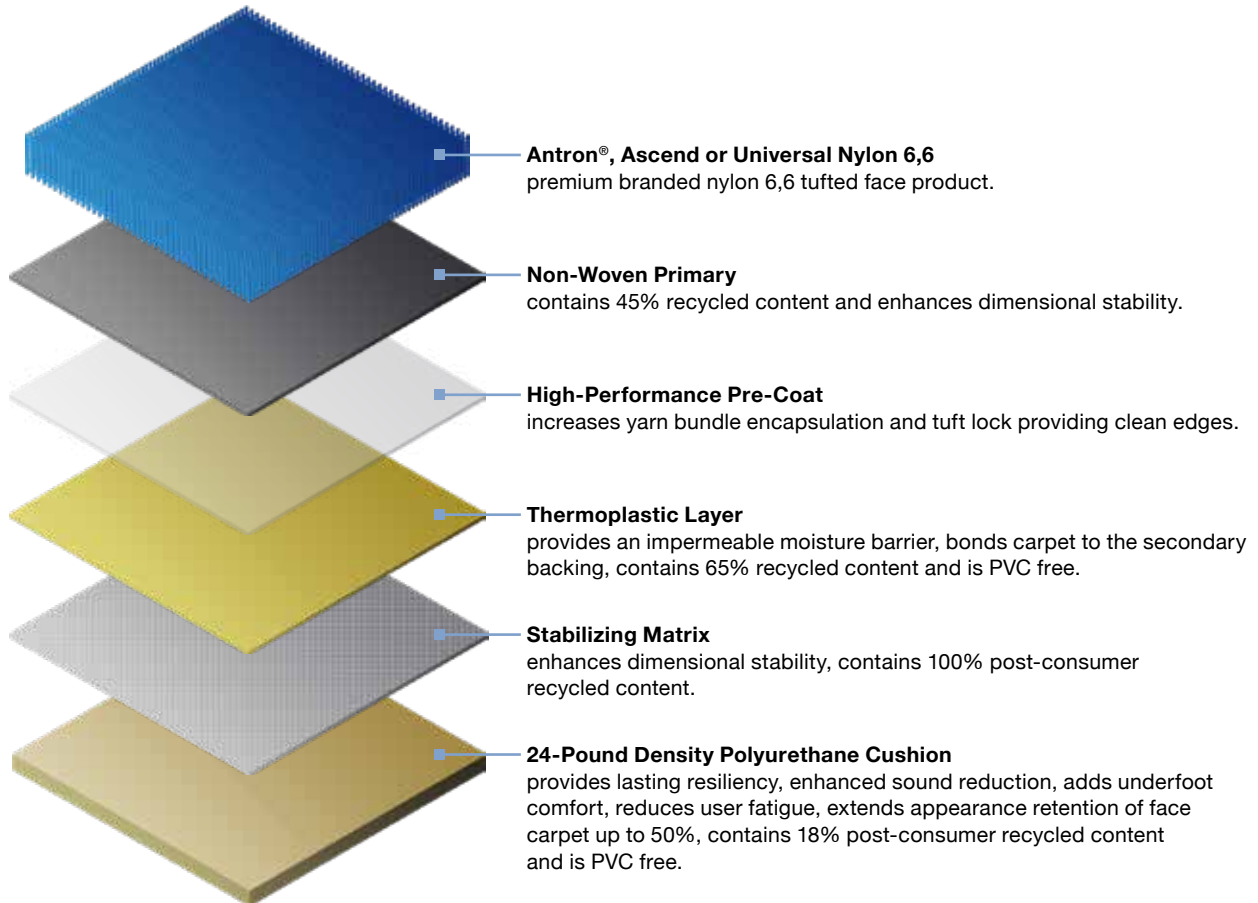 Antron®, Ascend or Universal Nylon 6,6
premium branded nylon 6,6 tufted face product.
Non-Woven Primary
contains 45% recycled content and enhances dimensional stability.
High-Performance Pre-Coat
increases yarn bundle encapsulation and tuft lock providing clean edges.
Thermoplastic Layer
provides an impermeable moisture barrier, bonds carpet to the secondary
backing, contains 65% recycled content and is PVC free.
Stabilizing Matrix
enhances dimensional stability, contains 100% post-consumer
recycled content.
24-Pound Density Polyurethane Cushion
provides lasting resiliency, enhanced sound reduction, adds underfoot
comfort, reduces user fatigue, extends appearance retention of face
carpet up to 50%, contains 18% post-consumer recycled content
and is PVC free.